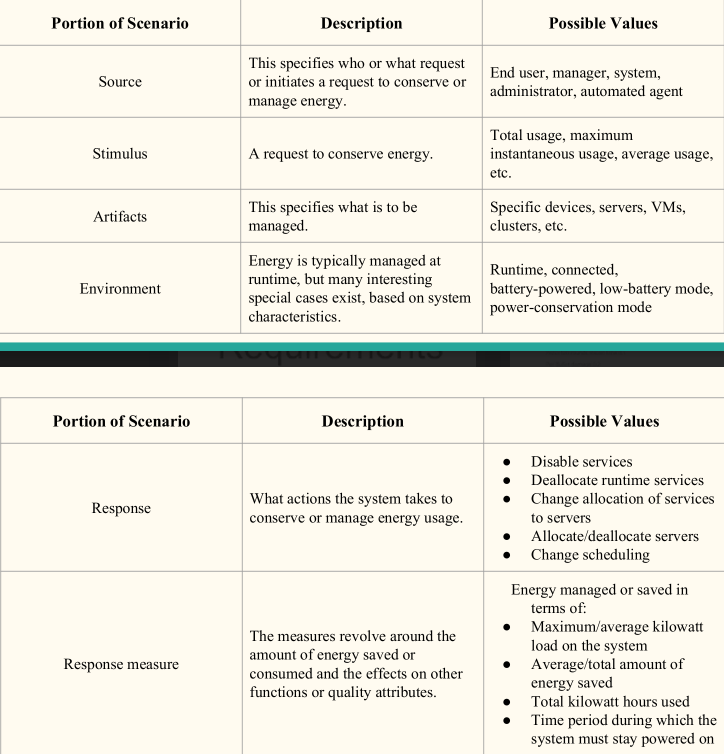 Portion of Scenario
Description
Possible Values
Source
This specifies who or what request
or initiates a request to conserve or
manage energy.
End user, manager, system,
administrator, automated agent
Stimulus
A request to conserve energy.
Total usage, maximum
instantaneous usage, average usage,
etc.
Artifacts
This specifies what is to be
managed.
Specific devices, servers, VMs,
clusters, etc.
Environment
Energy is typically managed at
runtime, but many interesting
special cases exist, based on system
characteristics.
Runtime, connected,
battery-powered, low-battery mode,
power-conservation mode
Requirements
Portion of Scenario
Description
Possible Values
Response
What actions the system takes to
conserve or manage energy usage.
● Disable services
● Deallocate runtime services
● Change allocation of services
to servers
● Allocate/deallocate servers
● Change scheduling
Response measure
The measures revolve around the
amount of energy saved or
consumed and the effects on other
functions or quality attributes.
Energy managed or saved in
terms of:
● Maximum/average kilowatt
load on the system
● Average/total amount of
energy saved
● Total kilowatt hours used
● Time period during which the
system must stay powered on